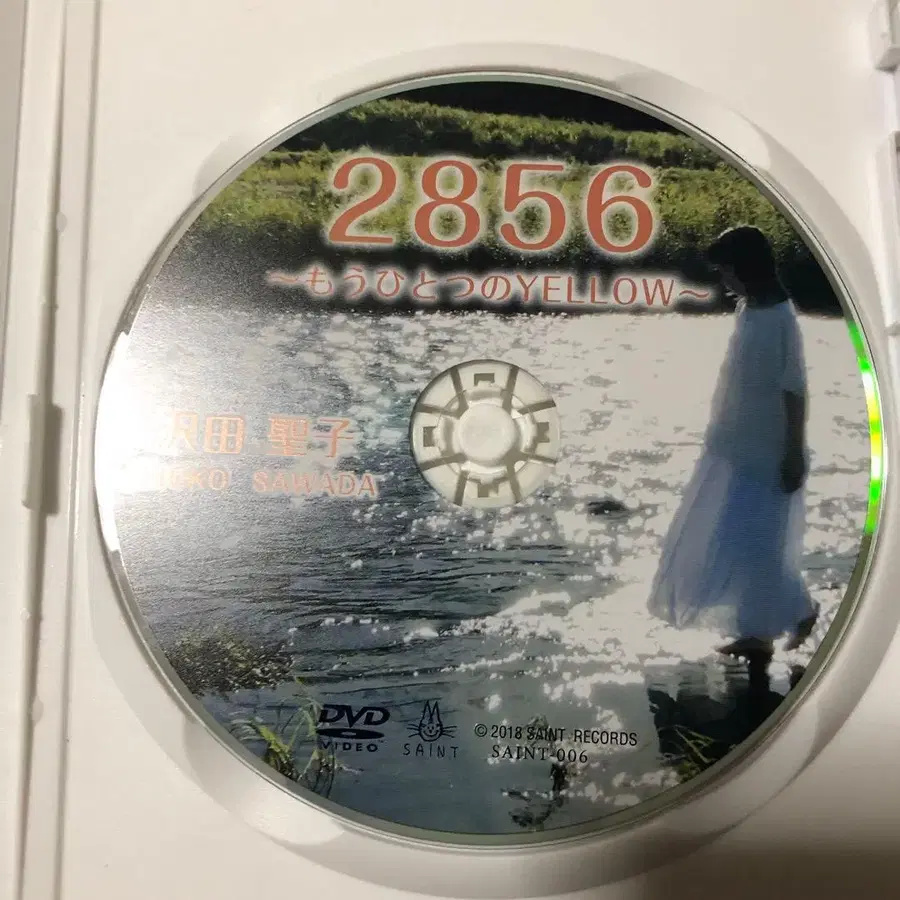 2856
～もうひとつのYELLOW～
沢田 聖子
SHOKO SAWADA
DVD
VIDEO
SAINT
©2018 SAINT RECORDS
SAINT-006